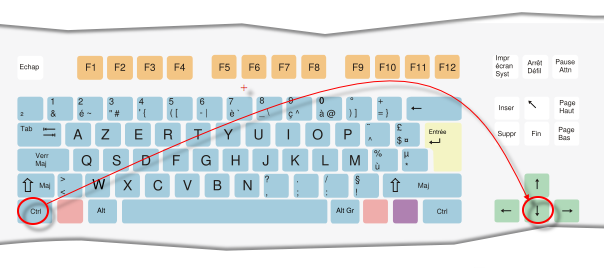 Echap F1 F2 F3 F4 F5 F6 F7 F8 F9 F10 F11 F12 Impr écran Syst Arrêt Défil Pause Attn
² 1 & 2 é ~ 3 " # 4 ' { 5 ( [ 6 - | 7 è ` 8 _ \ 9 ç ^ 0 à @ ° ) ] + = } ← Inser ↖ Page Haut
Tab A Z E R T Y U I O P ¨ ^ £ $ ¤ Entrée Suppr Fin Page Bas
Verr Maj Q S D F G H J K L M % ù µ *
⇧ Maj > < W X C V B N ? , . ; / : § ! ⇧ Maj ↑
Ctrl Alt Alt Gr Ctrl ← ↓ →